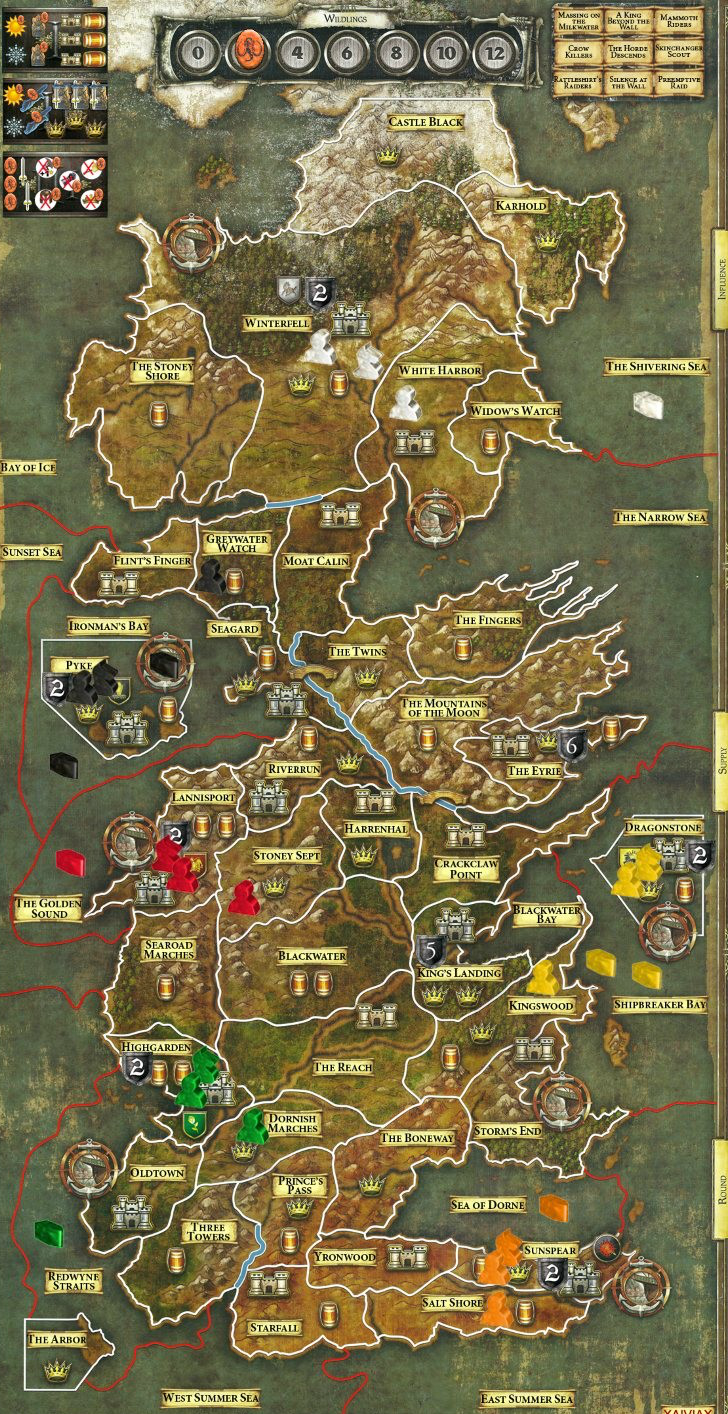 WILDLINGS
0
4
6
8
10
12
MASSING ON
THE
MILKWATER
A KING
BEYOND THE
WALL
MAMMOTH
RIDERS
CROW
KILLERS
THE HORDE
DESCENDS
SKINCHANGER
SCOUT
RATTLESHIRT'S
RAIDERS
SILENCE AT
THE WALL
PREEMPTIVE
RAID
CASTLE BLACK
KARHOLD
INFLUENCE
2
WINTERFELL
THE STONEY
SHORE
WHITE HARBOR
THE SHIVERING SEA
WIDOW'S WATCH
BAY OF ICE
THE NARROW SEA
SUNSET SEA
FLINT'S FINGER
GREYWATER
WATCH
MOAT CALIN
IRONMAN'S BAY
SEAGARD
THE FINGERS
THE TWINS
PYKE
2
THE MOUNTAINS
OF THE MOON
6
THE EYRIE
SUPPLY
RIVERRUN
LANNISPORT
2
HARRENHAL
DRAGONSTONE
2
STONEY SEPT
CRACKCLAW
POINT
THE GOLDEN
SOUND
BLACKWATER
BAY
SEAROAD
MARCHES
BLACKWATER
5
KING'S LANDING
KINGSWOOD
SHIPBREAKER BAY
HIGHGARDEN
2
THE REACH
DORNISH
MARCHES
THE BONEWAY
STORM'S END
OLDTOWN
PRINCE'S
PASS
ROUND
SEA OF DORNE
THREE
TOWERS
YRONWOOD
SUNSPEAR
2
REDWYNE
STRAITS
SALT SHORE
STARFALL
THE ARBOR
WEST SUMMER SEA
EAST SUMMER SEA